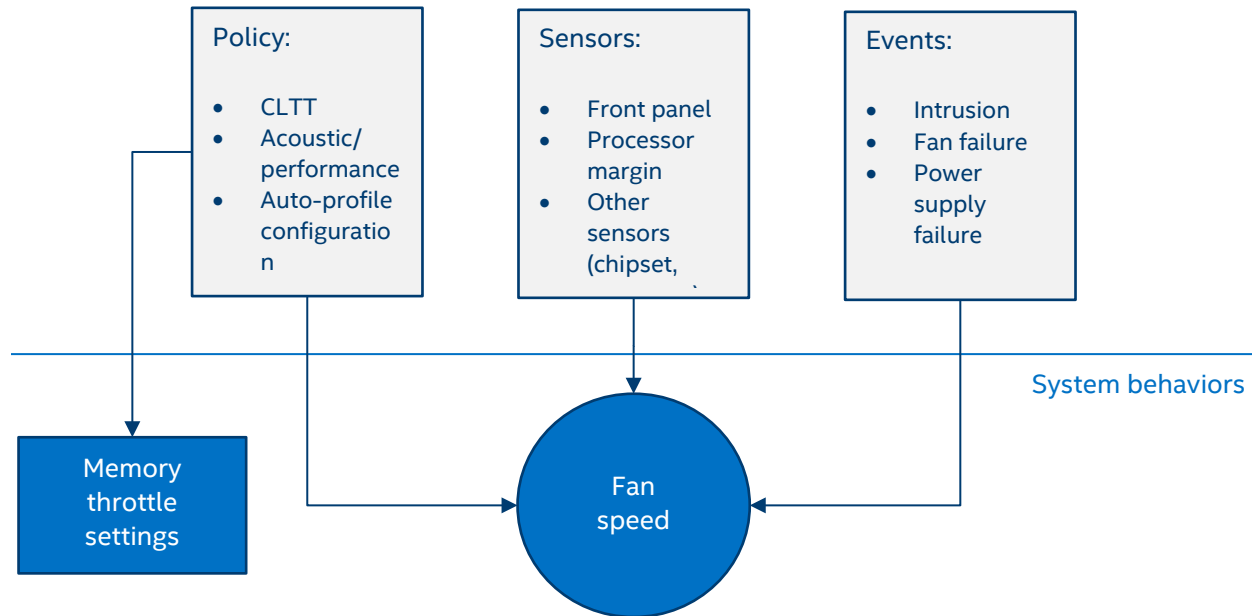 Policy:
• CLTT
• Acoustic/
performance
• Auto-profile
configuratio
n
Sensors:
• Front panel
• Processor
margin
• Other
sensors
(chipset,
Events:
• Intrusion
• Fan failure
• Power
supply
failure
System behaviors
Memory
throttle
settings
Fan
speed